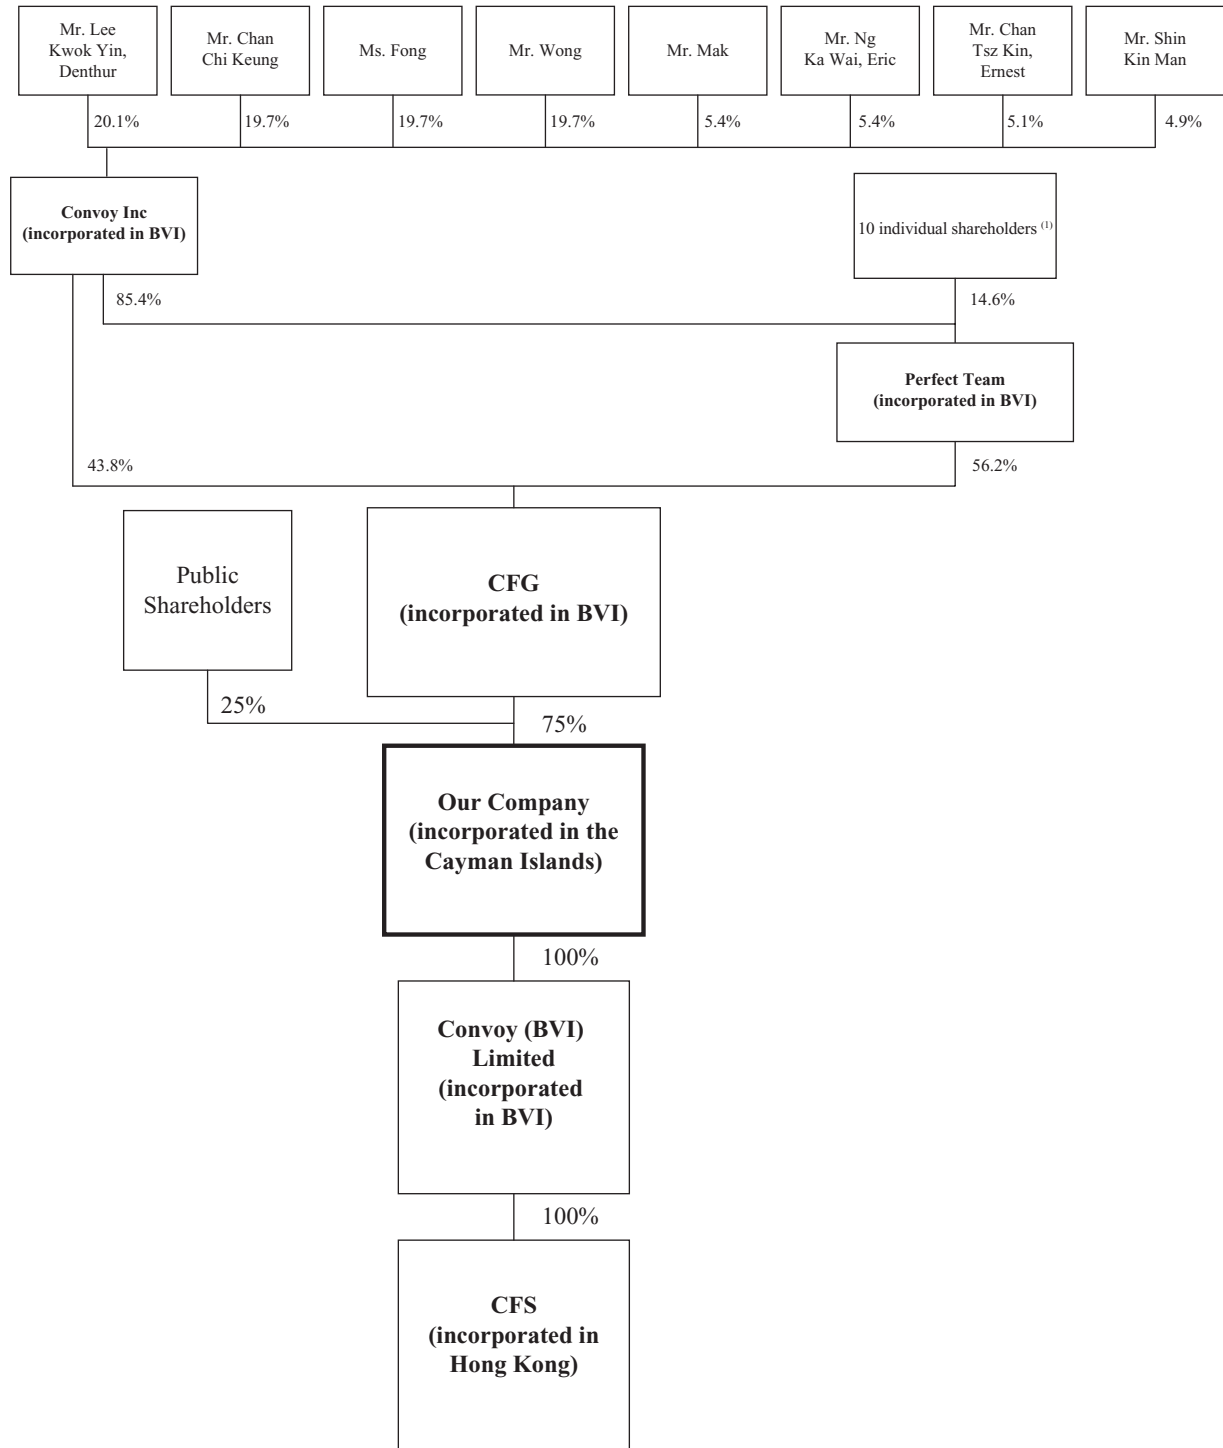 Mr. Lee
Kwok Yin,
Denthur
Mr. Chan
Chi Keung
Ms. Fong
Mr. Wong
Mr. Mak
Mr. Ng
Ka Wai, Eric
Mr. Chan
Tsz Kin,
Ernest
Mr. Shin
Kin Man
20.1%
19.7%
19.7%
19.7%
5.4%
5.4%
5.1%
4.9%
Convoy Inc
(incorporated in BVI)
10 individual shareholders (1)
85.4%
14.6%
Perfect Team
(incorporated in BVI)
43.8%
56.2%
Public
Shareholders
CFG
(incorporated in BVI)
25%
75%
Our Company
(incorporated in the
Cayman Islands)
100%
Convoy (BVI)
Limited
(incorporated
in BVI)
100%
CFS
(incorporated in
Hong Kong)